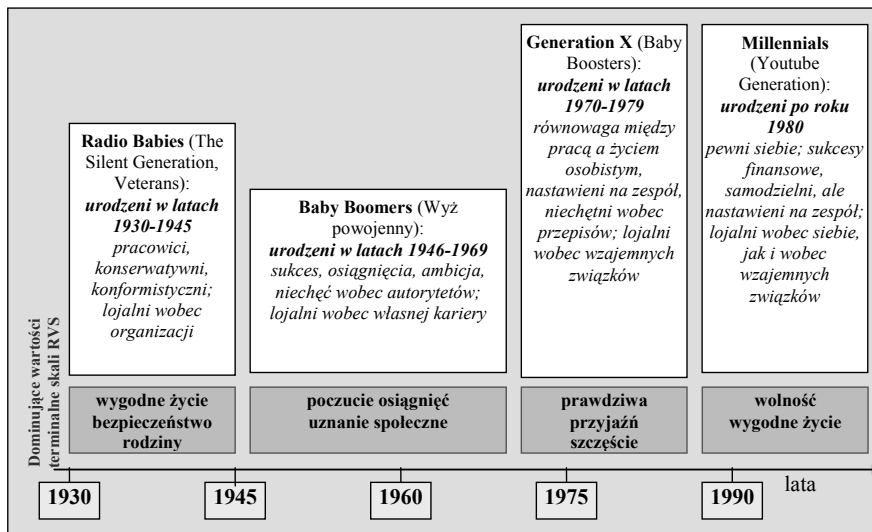 Radio Babies (The
Silent Generation,
Veterans):
urodzeni w latach
1930-1945
pracowici,
konserwatywni,
konformistyczni;
lojalni wobec
organizacji
Baby Boomers (Wyż
powojenny):
urodzeni w latach 1946-1969
sukces, osiągnięcia, ambicja,
niechęć wobec autorytetów;
lojalni wobec własnej kariery
Generation X (Baby
Boosters):
urodzeni w latach
1970-1979
równowaga między
pracą a życiem
osobistym,
nastawieni na zespół,
niechętni wobec
przepisów; lojalni
wobec wzajemnych
związków
Millennials
(Youtube
Generation):
urodzeni po roku
1980
pewni siebie; sukcesy
finansowe,
samodzielni, ale
nastawieni na zespół;
lojalni wobec siebie,
jak i wobec
wzajemnych
związków
Dominujące wartości
terminalne skali RVS
wygodne życie
bezpieczeństwo
rodziny
poczucie osiągnięć
uznanie społeczne
prawdziwa
przyjaźń
szczęście
wolność
wygodne życie
1930
1945
1960
1975
1990
lata